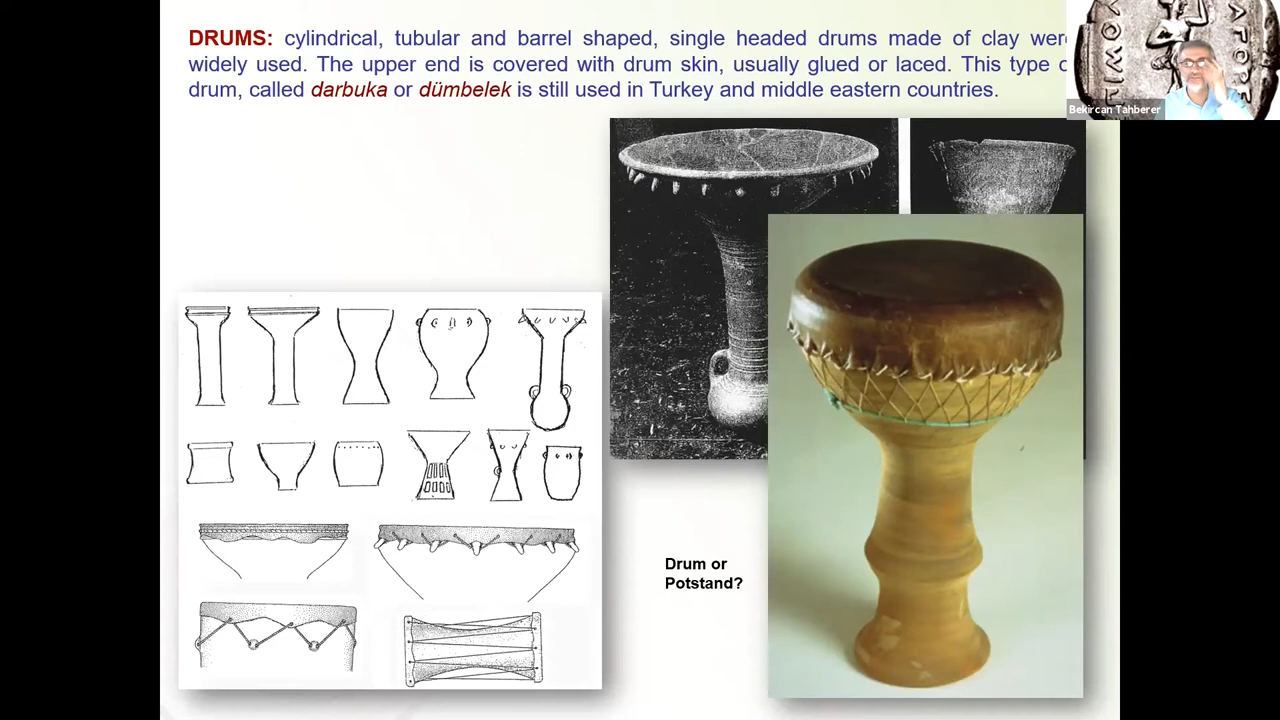 DRUMS: cylindrical, tubular and barrel shaped, single headed drums made of clay
widely used. The upper end is covered with drum skin, usually glued or laced. This type
drum, called darbuka or dümbelek is still used in Turkey and middle eastern countries.
Bekircan Tahberer
Drum or
Potstand?